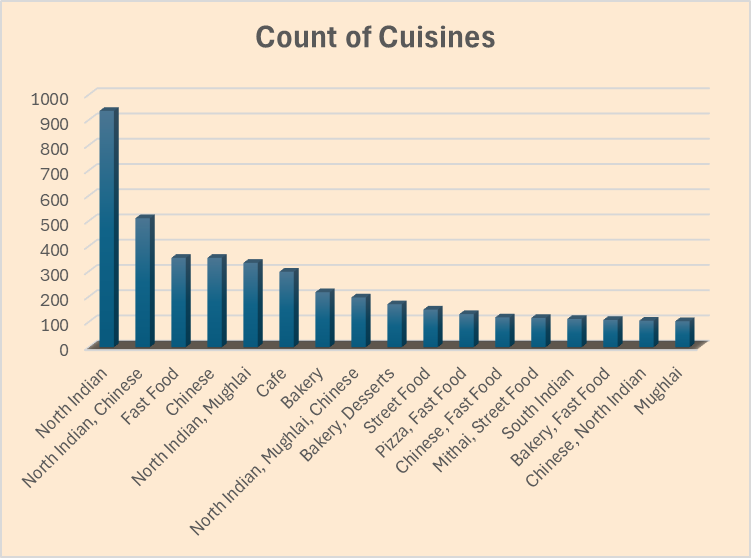 Count of Cuisines
1000
900
800
700
600
500
400
300
200
100
0
North Indian
North Indian, Chinese
Fast Food
Chinese
North Indian, Mughlai
Cafe
Bakery
North Indian, Mughlai, Chinese
Bakery, Desserts
Street Food
Pizza, Fast Food
Chinese, Fast Food
Mithai, Street Food
South Indian
Bakery, Fast Food
Chinese, North Indian
Mughlai